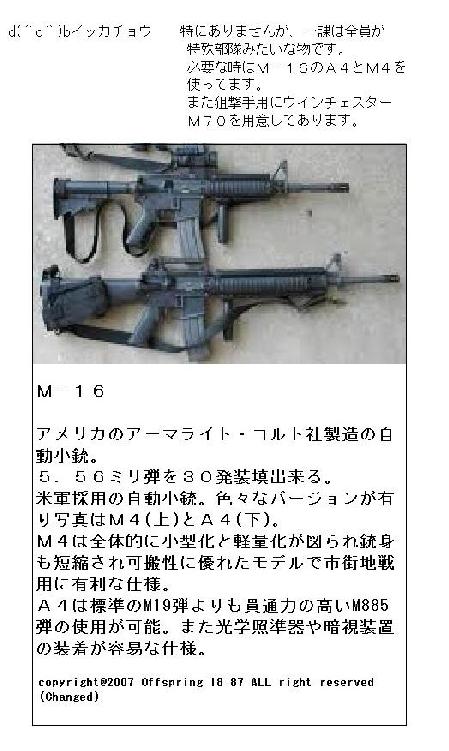 d(⌒o⌒)bイッカチョウ　特にありませんが、一課は全員が
特殊部隊みたいな物です。
必要な時はＭ－１６のＡ４とＭ４を
使ってます。
また狙撃手用にウインチェスター
Ｍ７０を用意してあります。
Ｍ－１６
アメリカのアーマライト・コルト社製造の自
動小銃。
５．５６ミリ弾を３０発装填出来る。
米軍採用の自動小銃。色々なバージョンが有
り写真はＭ４(上)とＡ４(下)。
Ｍ４は全体的に小型化と軽量化が図られ銃身
も短縮され可搬性に優れたモデルで市街地戦
用に有利な仕様。
Ａ４は標準のM19弾よりも員通力の高いM885
弾の使用が可能。また光学照準器や暗視装置
の装着が容易な仕様。
copyright@2007 Offspring 18 87 ALL right reserved
(Changed)